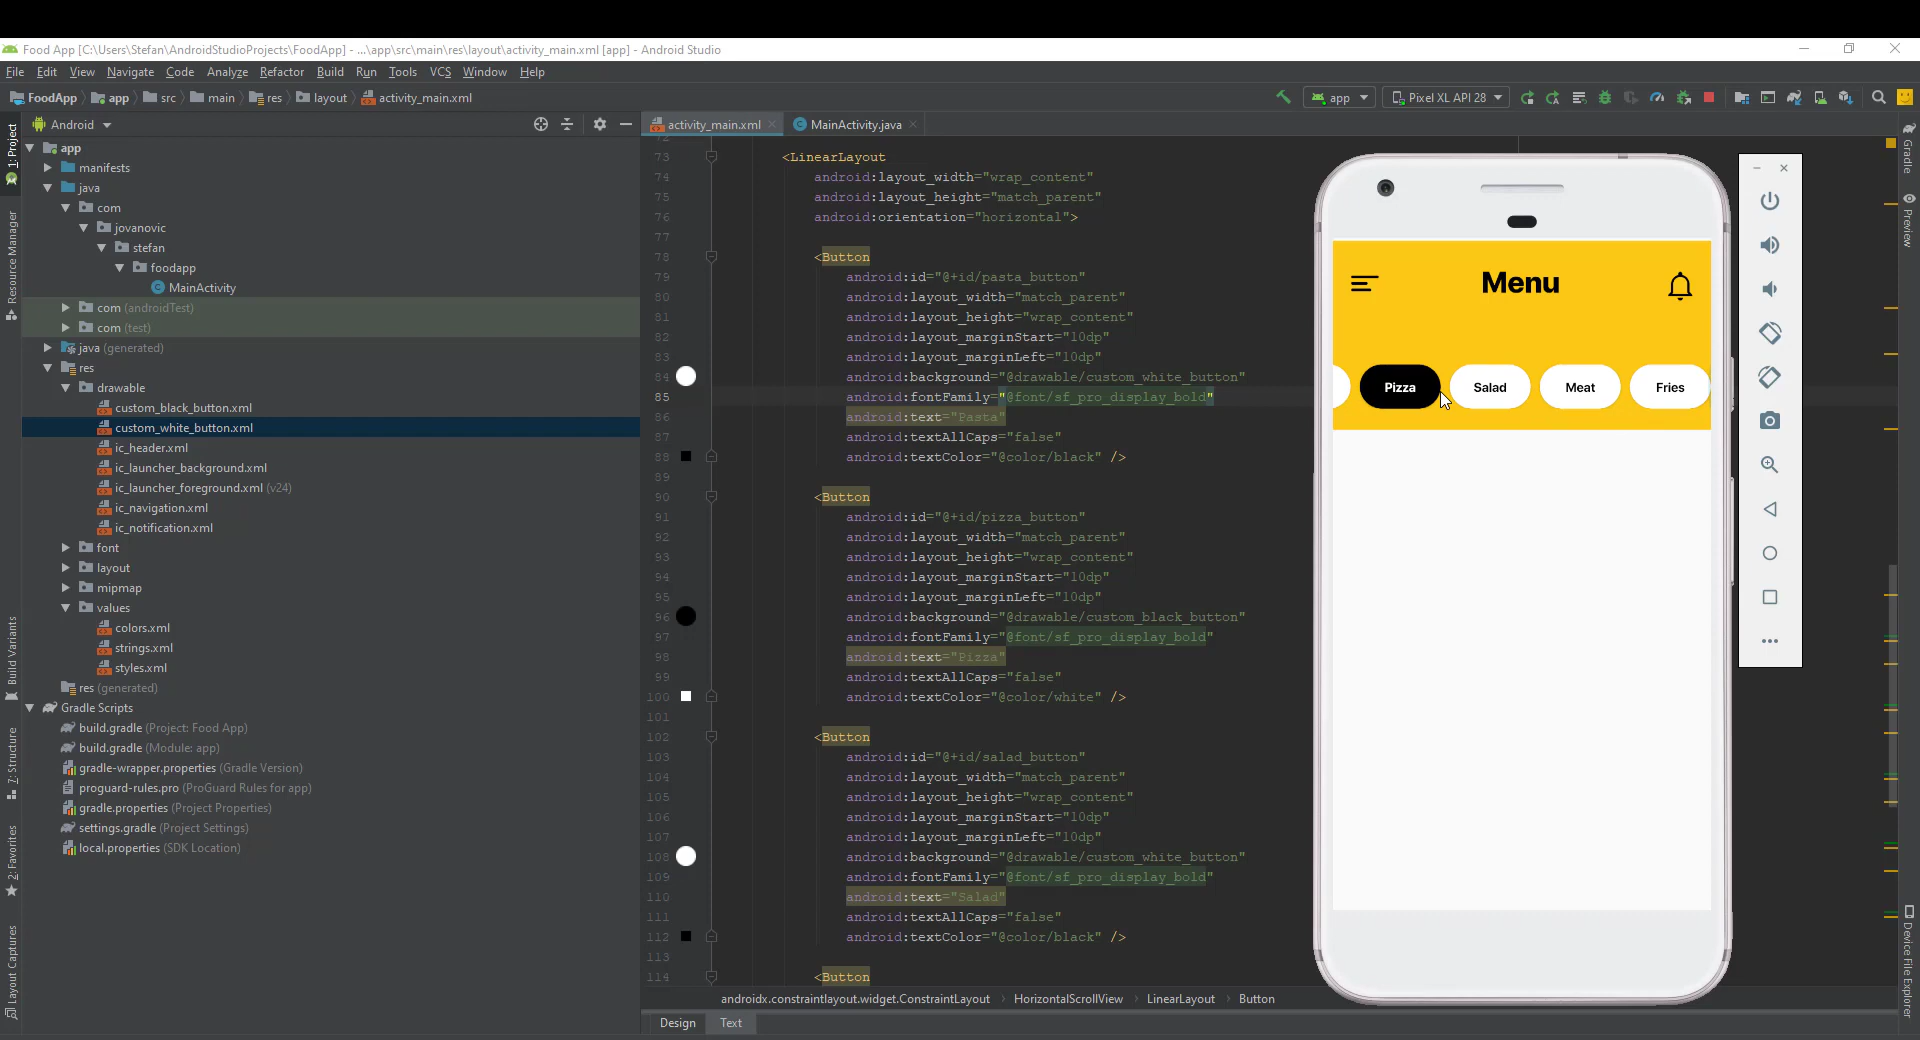 Food App [C:\Users\Stefan\AndroidStudioProjects\FoodApp] - ...\app\src\main\res\layout\activity_main.xml [app] - Android Studio
File Edit View Navigate Code Analyze Refactor Build Run Tools VCS Window Help
FoodApp app src main res layout activity_main.xml
app Pixel XL API 28
Android
activity_main.xml MainActivity.java
1: Project
Resource Manager
Build Variants
7: Structure
2: Favorites
Layout Captures
app
manifests
java
com
jovanovic
stefan
foodapp
MainActivity
com (androidTest)
com (test)
java (generated)
res
drawable
custom_black_button.xml
custom_white_button.xml
ic_header.xml
ic_launcher_background.xml
ic_launcher_foreground.xml (v24)
ic_navigation.xml
ic_notification.xml
font
layout
mipmap
values
colors.xml
strings.xml
styles.xml
res (generated)
Gradle Scripts
build.gradle (Project: Food App)
build.gradle (Module: app)
gradle-wrapper.properties (Gradle Version)
proguard-rules.pro (ProGuard Rules for app)
gradle.properties (Project Properties)
settings.gradle (Project Settings)
local.properties (SDK Location)
72
73 <LinearLayout
74 android:layout_width="wrap_content"
75 android:layout_height="match_parent"
76 android:orientation="horizontal">
77
78 <Button
79 android:id="@+id/pasta_button"
80 android:layout_width="match_parent"
81 android:layout_height="wrap_content"
82 android:layout_marginStart="10dp"
83 android:layout_marginLeft="10dp"
84 android:background="@drawable/custom_white_button"
85 android:fontFamily="@font/sf_pro_display_bold"
86 android:text="Pasta"
87 android:textAllCaps="false"
88 android:textColor="@color/black" />
89
90 <Button
91 android:id="@+id/pizza_button"
92 android:layout_width="match_parent"
93 android:layout_height="wrap_content"
94 android:layout_marginStart="10dp"
95 android:layout_marginLeft="10dp"
96 android:background="@drawable/custom_black_button"
97 android:fontFamily="@font/sf_pro_display_bold"
98 android:text="Pizza"
99 android:textAllCaps="false"
100 android:textColor="@color/white" />
101
102 <Button
103 android:id="@+id/salad_button"
104 android:layout_width="match_parent"
105 android:layout_height="wrap_content"
106 android:layout_marginStart="10dp"
107 android:layout_marginLeft="10dp"
108 android:background="@drawable/custom_white_button"
109 android:fontFamily="@font/sf_pro_display_bold"
110 android:text="Salad"
111 android:textAllCaps="false"
112 android:textColor="@color/black" />
113
114 <Button
androidx.constraintlayout.widget.ConstraintLayout HorizontalScrollView LinearLayout Button
Design Text
Menu
Pizza Salad Meat Fries
Gradle
Preview
Device File Explorer